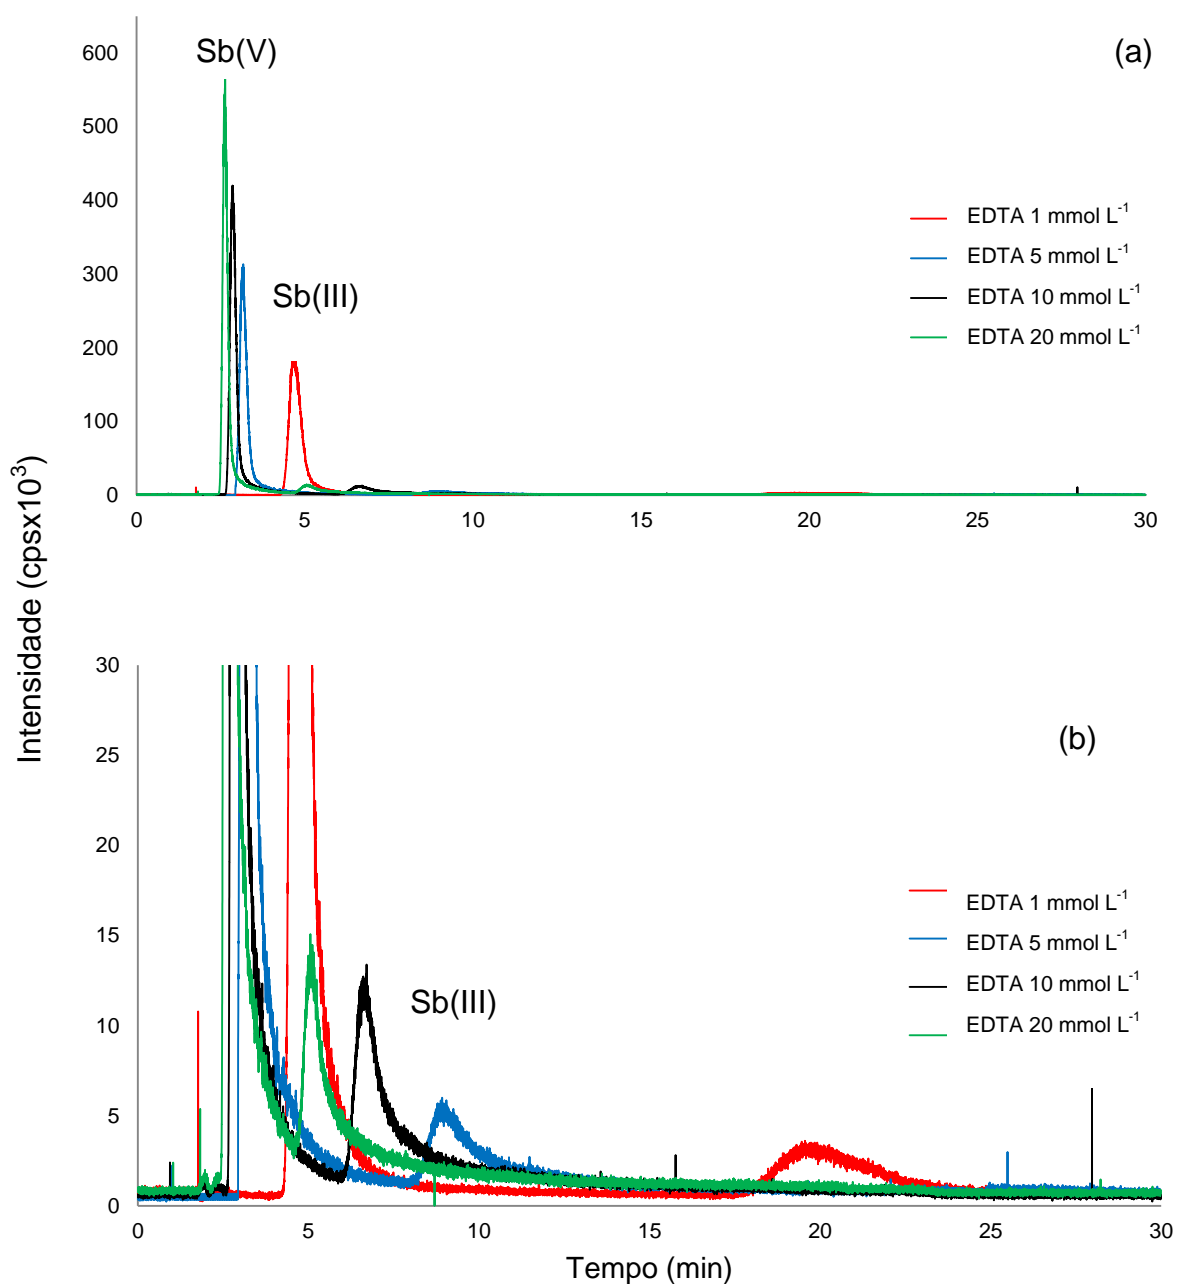 Sb(V)
(a)
600
500
400
300
200
100
0
Sb(III)
EDTA 1 mmol L⁻¹
EDTA 5 mmol L⁻¹
EDTA 10 mmol L⁻¹
EDTA 20 mmol L⁻¹
0 5 10 15 20 25 30
Intensidade (cpsx10³)
(b)
30
25
20
15
10
5
0
Sb(III)
EDTA 1 mmol L⁻¹
EDTA 5 mmol L⁻¹
EDTA 10 mmol L⁻¹
EDTA 20 mmol L⁻¹
0 5 10 15 20 25 30
Tempo (min)